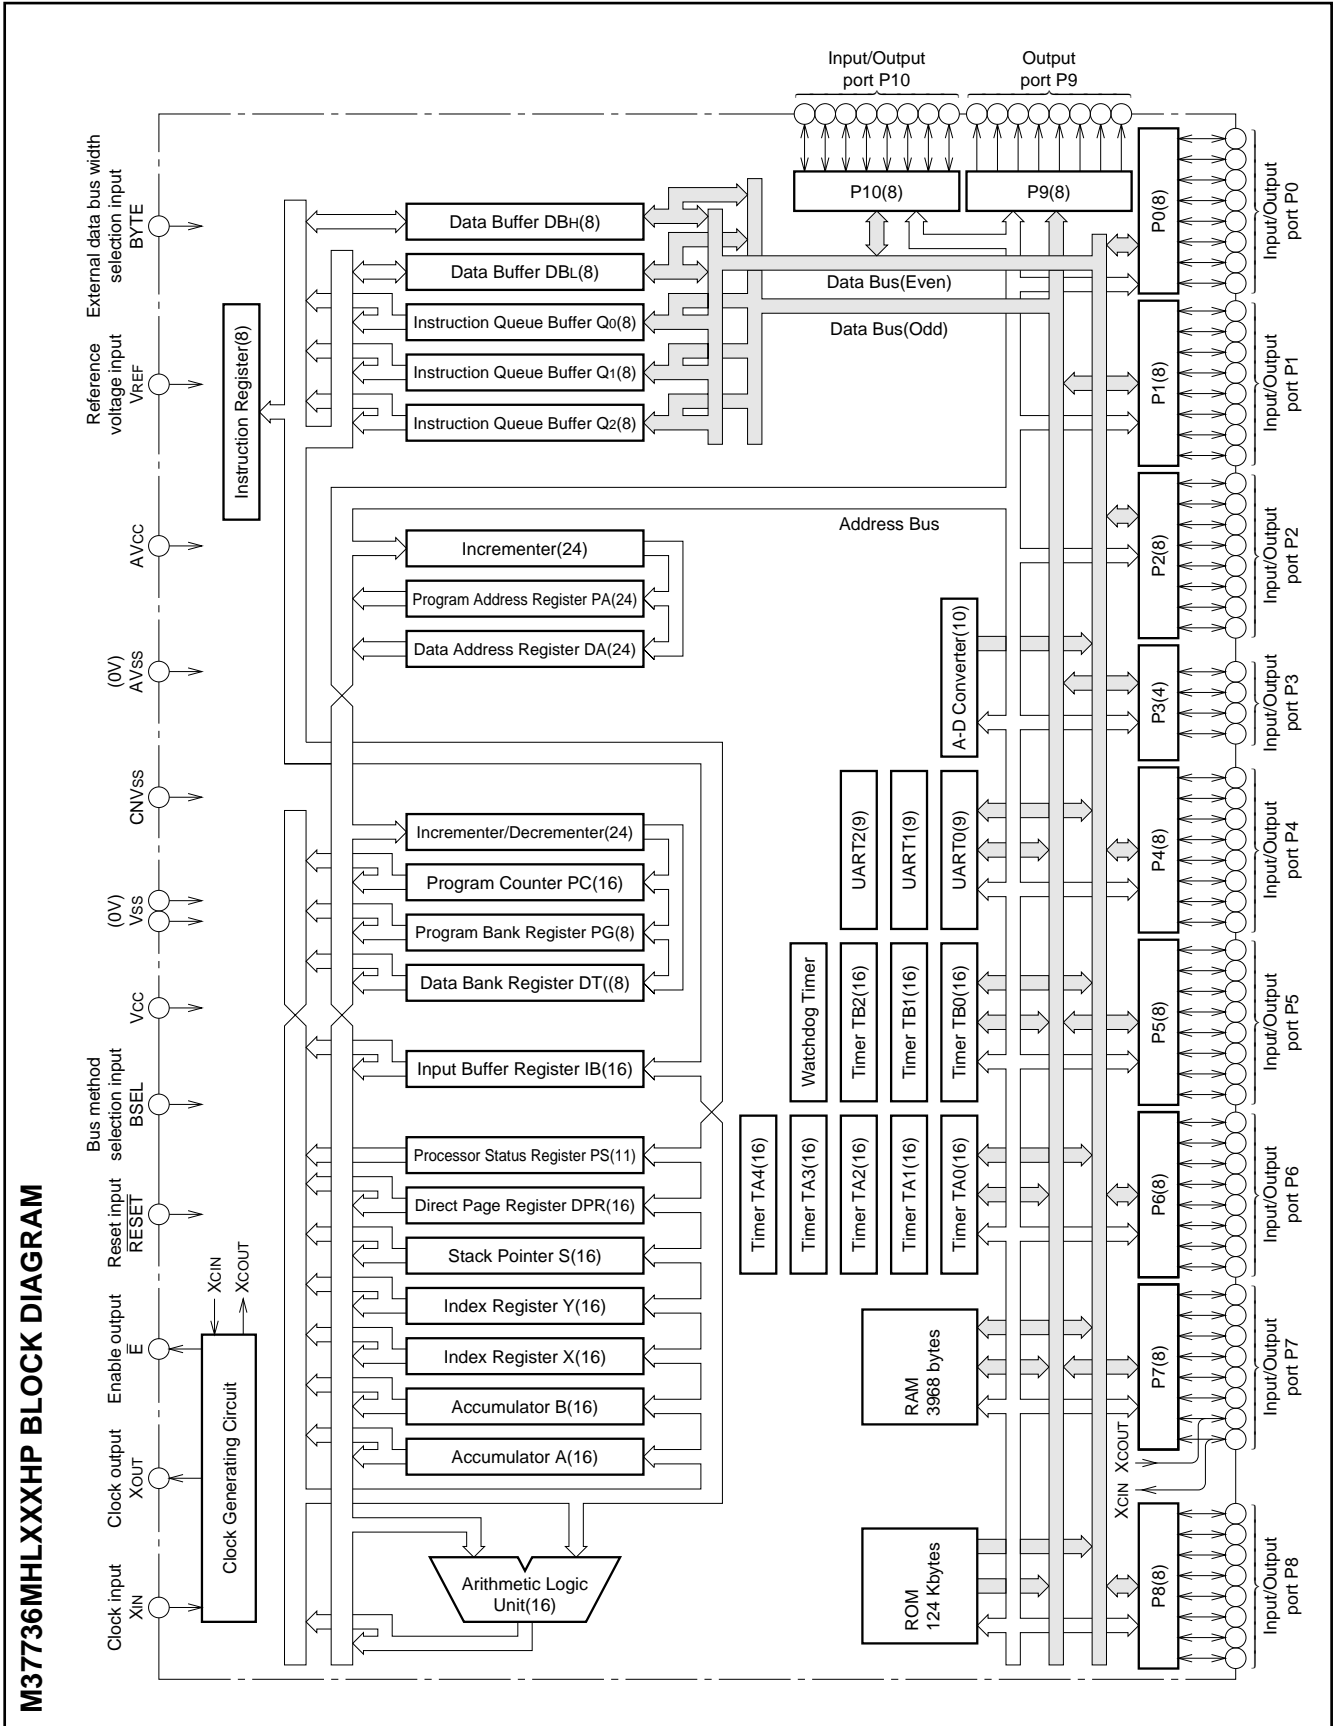 M37736MHLXXXHP BLOCK DIAGRAM
Clock input
XIN
Clock output
XOUT
Enable output
E
Reset input
RESET
Bus method
selection input
BSEL
VCC
(0V)
VSS
CNVSS
(0V)
AVSS
AVCC
Reference
voltage input
VREF
External data bus width
selection input
BYTE
Clock Generating Circuit
XCIN
XCOUT
Instruction Register(8)
Arithmetic Logic
Unit(16)
Accumulator A(16)
Accumulator B(16)
Index Register X(16)
Index Register Y(16)
Stack Pointer S(16)
Direct Page Register DPR(16)
Processor Status Register PS(11)
Input Buffer Register IB(16)
Data Bank Register DT((8)
Program Bank Register PG(8)
Program Counter PC(16)
Incrementer/Decrementer(24)
Data Address Register DA(24)
Program Address Register PA(24)
Incrementer(24)
Instruction Queue Buffer Q2(8)
Instruction Queue Buffer Q1(8)
Instruction Queue Buffer Q0(8)
Data Buffer DBL(8)
Data Buffer DBH(8)
Data Bus(Even)
Data Bus(Odd)
Address Bus
ROM
124 Kbytes
RAM
3968 bytes
Timer TA4(16)
Timer TA3(16)
Timer TA2(16)
Timer TA1(16)
Timer TA0(16)
Watchdog Timer
Timer TB2(16)
Timer TB1(16)
Timer TB0(16)
UART2(9)
UART1(9)
UART0(9)
A-D Converter(10)
Input/Output
port P10
Output
port P9
P10(8)
P9(8)
XCIN
XCOUT
P8(8)
P7(8)
P6(8)
P5(8)
P4(8)
P3(4)
P2(8)
P1(8)
P0(8)
Input/Output
port P8
Input/Output
port P7
Input/Output
port P6
Input/Output
port P5
Input/Output
port P4
Input/Output
port P3
Input/Output
port P2
Input/Output
port P1
Input/Output
port P0